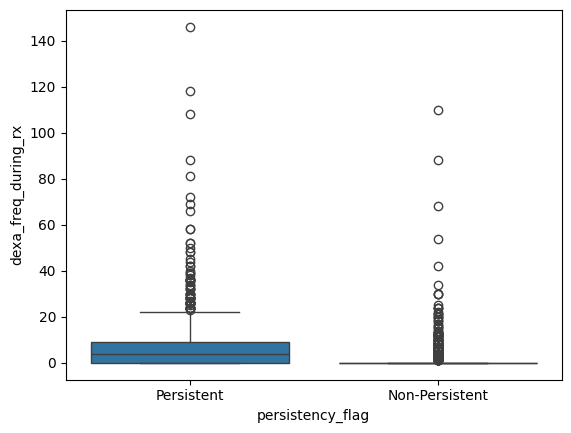 140
120
100
80
60
40
20
0
dexa_freq_during_rx
Persistent
Non-Persistent
persistency_flag